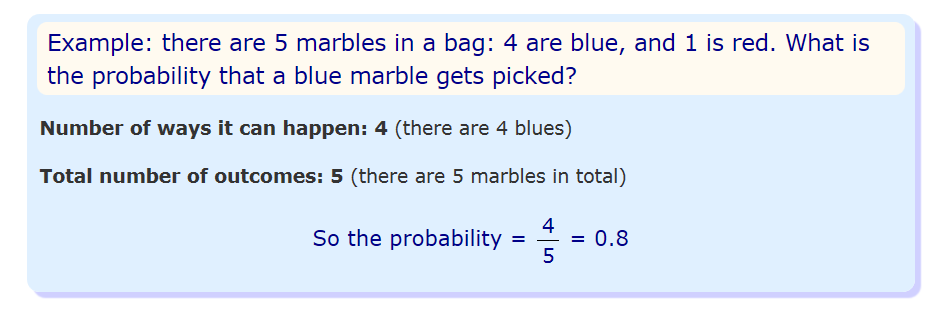 Example: there are 5 marbles in a bag: 4 are blue, and 1 is red. What is
the probability that a blue marble gets picked?
Number of ways it can happen: 4 (there are 4 blues)
Total number of outcomes: 5 (there are 5 marbles in total)
So the probability = 4/5 = 0.8